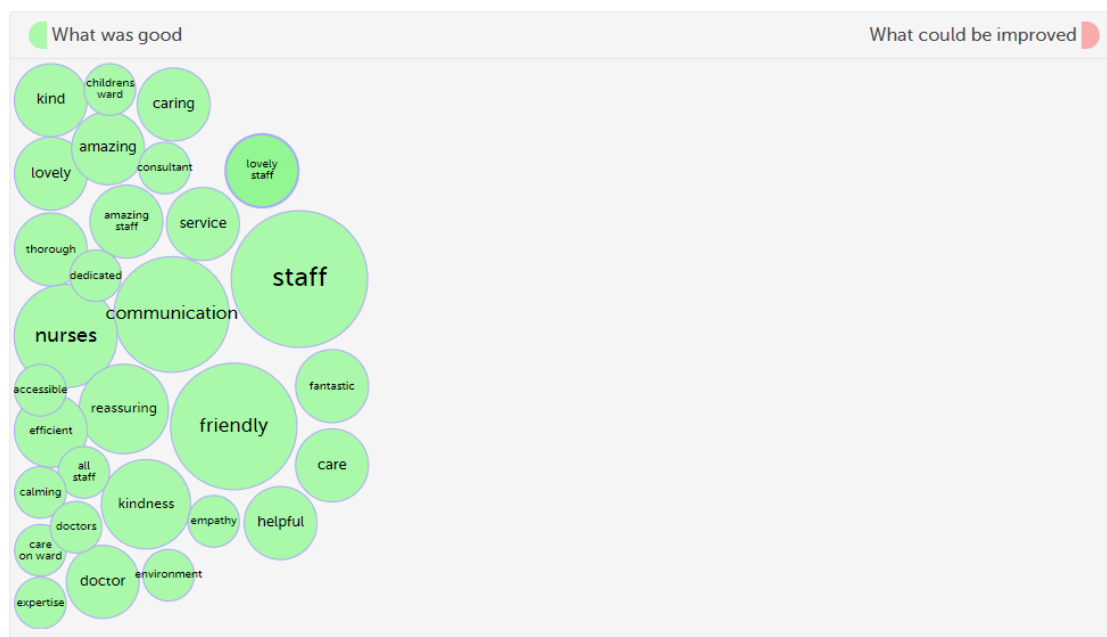 What was good
What could be improved
kind
childrens
ward
caring
amazing
lovely
consultant
lovely
staff
amazing
staff
service
thorough
dedicated
staff
communication
nurses
accessible
reassuring
fantastic
friendly
efficient
all
staff
care
calming
kindness
empathy
helpful
doctors
care
on ward
doctor
environment
expertise